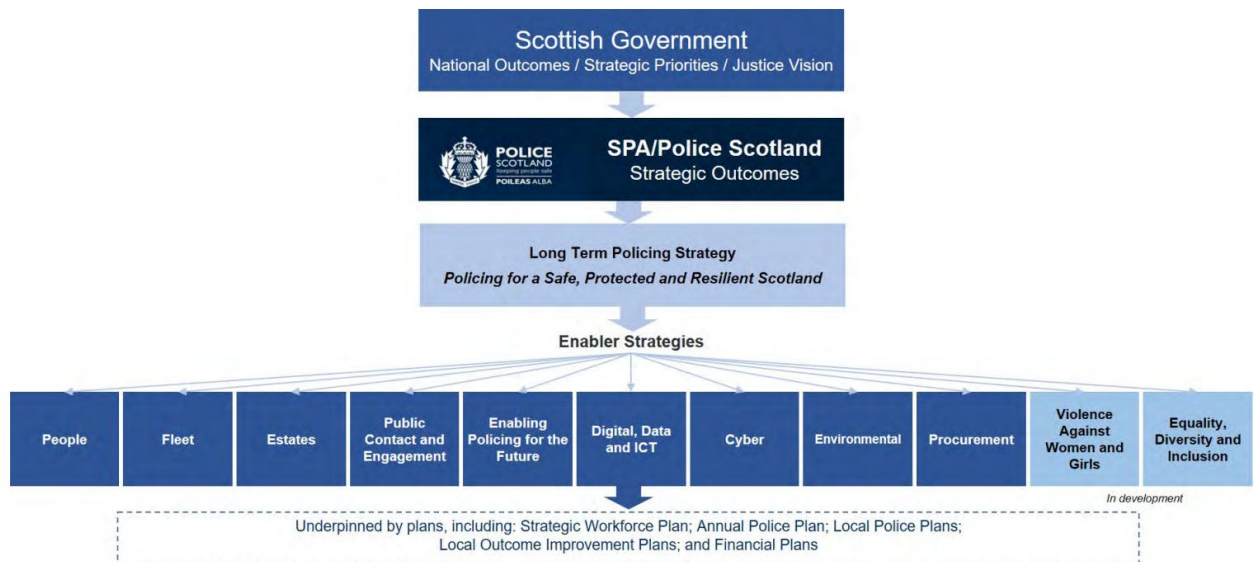 Scottish Government
National Outcomes / Strategic Priorities / Justice Vision
POLICE
SCOTLAND
Keeping people safe
POILEAS ALBA
SPA/Police Scotland
Strategic Outcomes
Long Term Policing Strategy
Policing for a Safe, Protected and Resilient Scotland
Enabler Strategies
People
Fleet
Estates
Public
Contact and
Engagement
Enabling
Policing for the
Future
Digital, Data
and ICT
Cyber
Environmental
Procurement
Violence
Against
Women and
Girls
Equality,
Diversity and
Inclusion
In development
Underpinned by plans, including: Strategic Workforce Plan; Annual Police Plan; Local Police Plans;
Local Outcome Improvement Plans; and Financial Plans